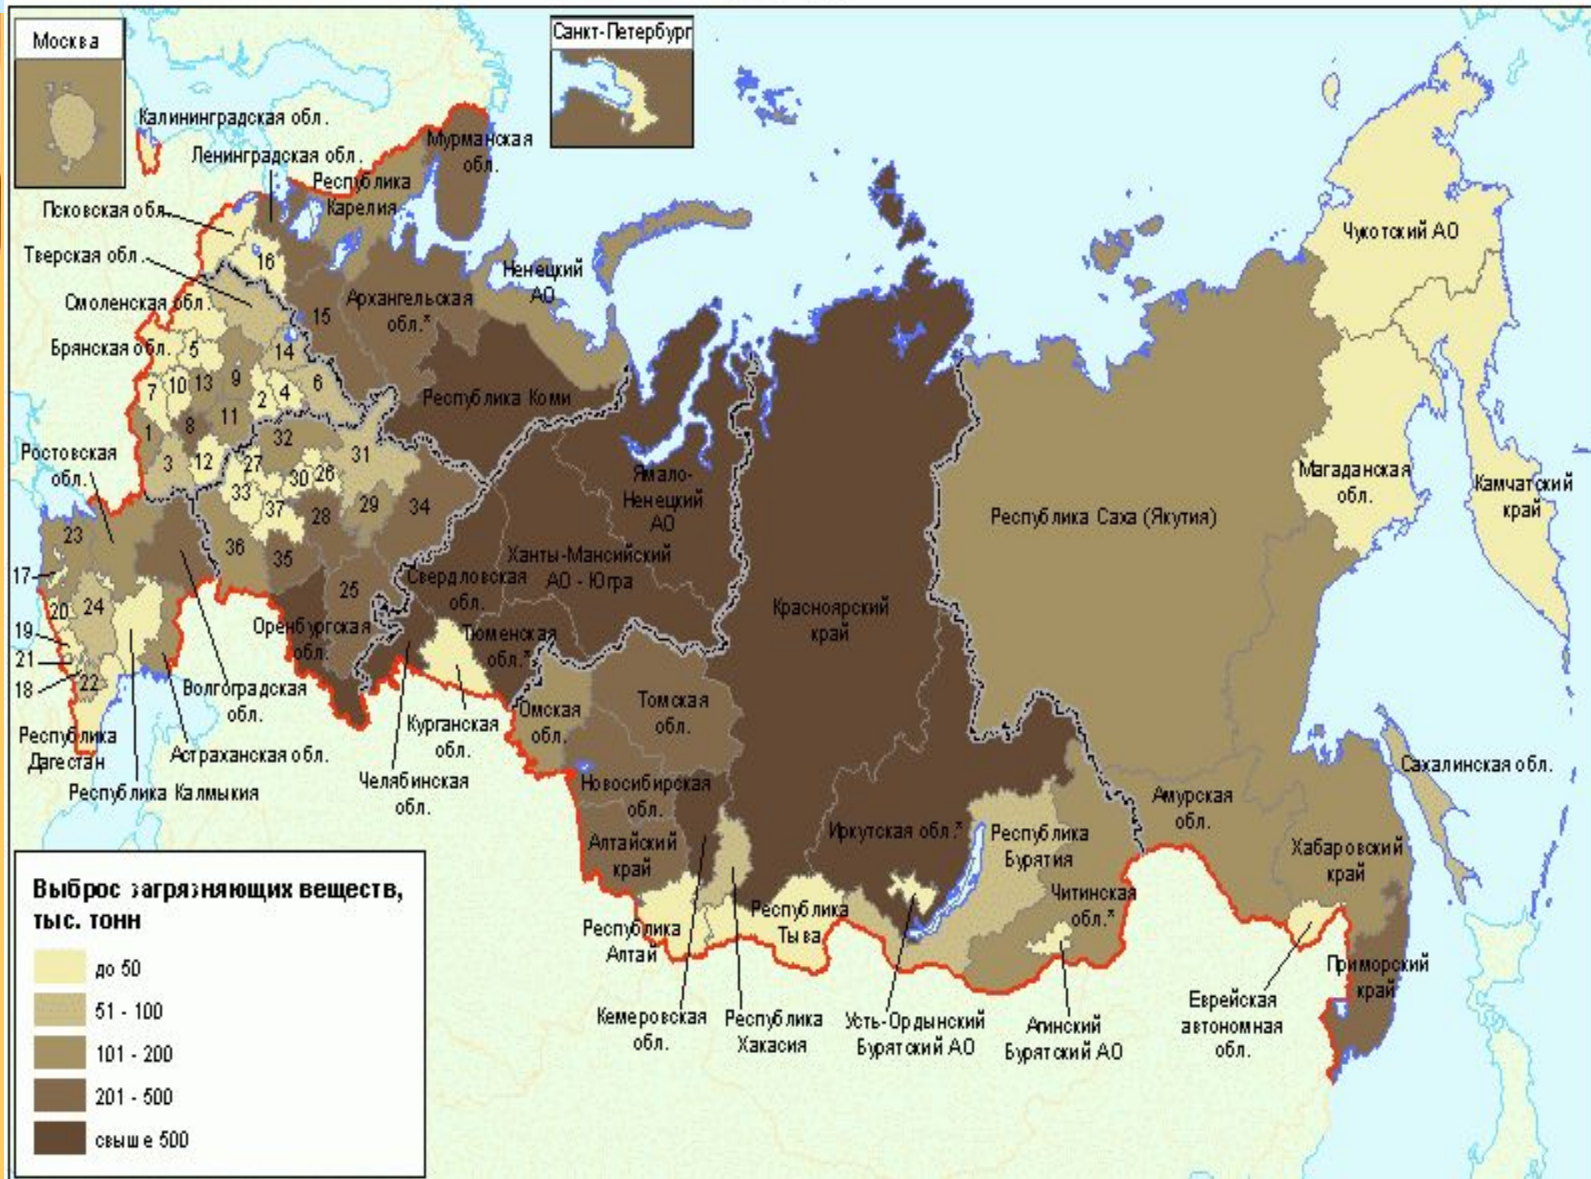 Москва
Санкт-Петербург
Калининградская обл.
Ленинградская обл.
Мурманская
обл.
Республика
Карелия
Псковская обл.
Тверская обл.
Смоленская обл.
Брянская обл.
Ненецкий
АО
Архангельская
обл.*
Чукотский АО
16
15
5
14
7
10
13
9
6
2
4
1
8
11
3
12
32
31
27
30
26
33
37
29
34
28
36
35
25
Ростовская
обл.
23
17
20
24
19
21
18
22
Республика Коми
Ямало-
Ненецкий
АО
Ханты-Мансийский
АО - Югра
Свердловская
обл.
Тюменская
обл.*
Оренбургская
обл.
Красноярский
край
Республика Саха (Якутия)
Магаданская
обл.
Камчатский
край
Волгоградская
обл.
Астраханская обл.
Республика
Дагестан
Республика Калмыкия
Челябинская
обл.
Курганская
обл.
Омская
обл.
Томская
обл.
Новосибирская
обл.
Алтайский
край
Иркутская обл.*
Республика
Бурятия
Читинская
обл.*
Амурская
обл.
Сахалинская обл.
Хабаровский
край
Приморский
край
Республика
Алтай
Республика
Тыва
Кемеровская
обл.
Республика
Хакасия
Усть-Ордынский
Бурятский АО
Агинский
Бурятский АО
Еврейская
автономная
обл.
Выброс загрязняющих веществ,
тыс. тонн
до 50
51 - 100
101 - 200
201 - 500
свыше 500